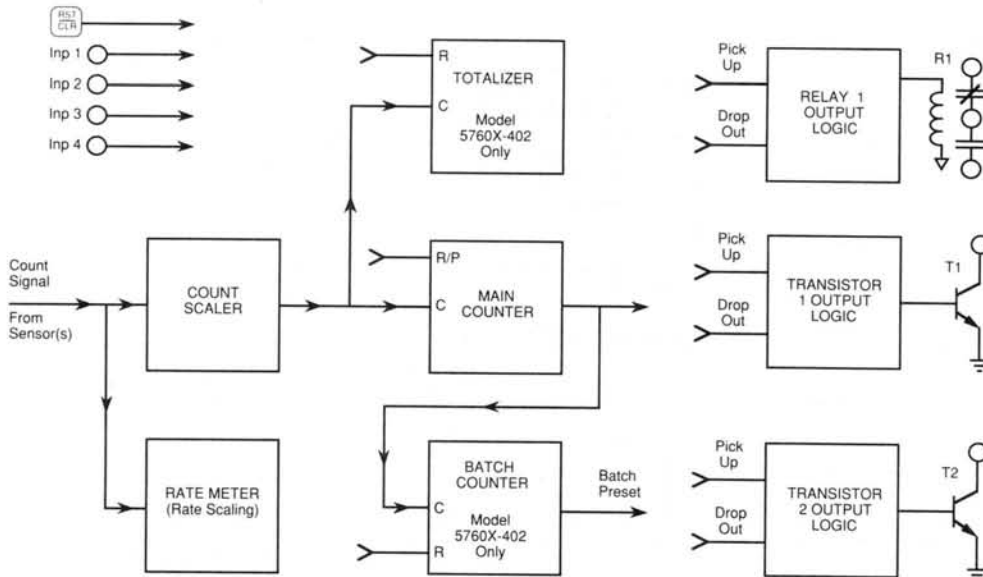 RST
CLR
Inp 1
Inp 2
Inp 3
Inp 4
R
TOTALIZER
C
Model
5760X-402
Only
Pick
Up
Drop
Out
RELAY 1
OUTPUT
LOGIC
R1
Count
Signal
From
Sensor(s)
COUNT
SCALER
R/P
C
MAIN
COUNTER
Pick
Up
Drop
Out
TRANSISTOR
1 OUTPUT
LOGIC
T1
RATE METER
(Rate Scaling)
BATCH
COUNTER
C
Model
5760X-402
Only
R
Batch
Preset
Pick
Up
Drop
Out
TRANSISTOR
2 OUTPUT
LOGIC
T2